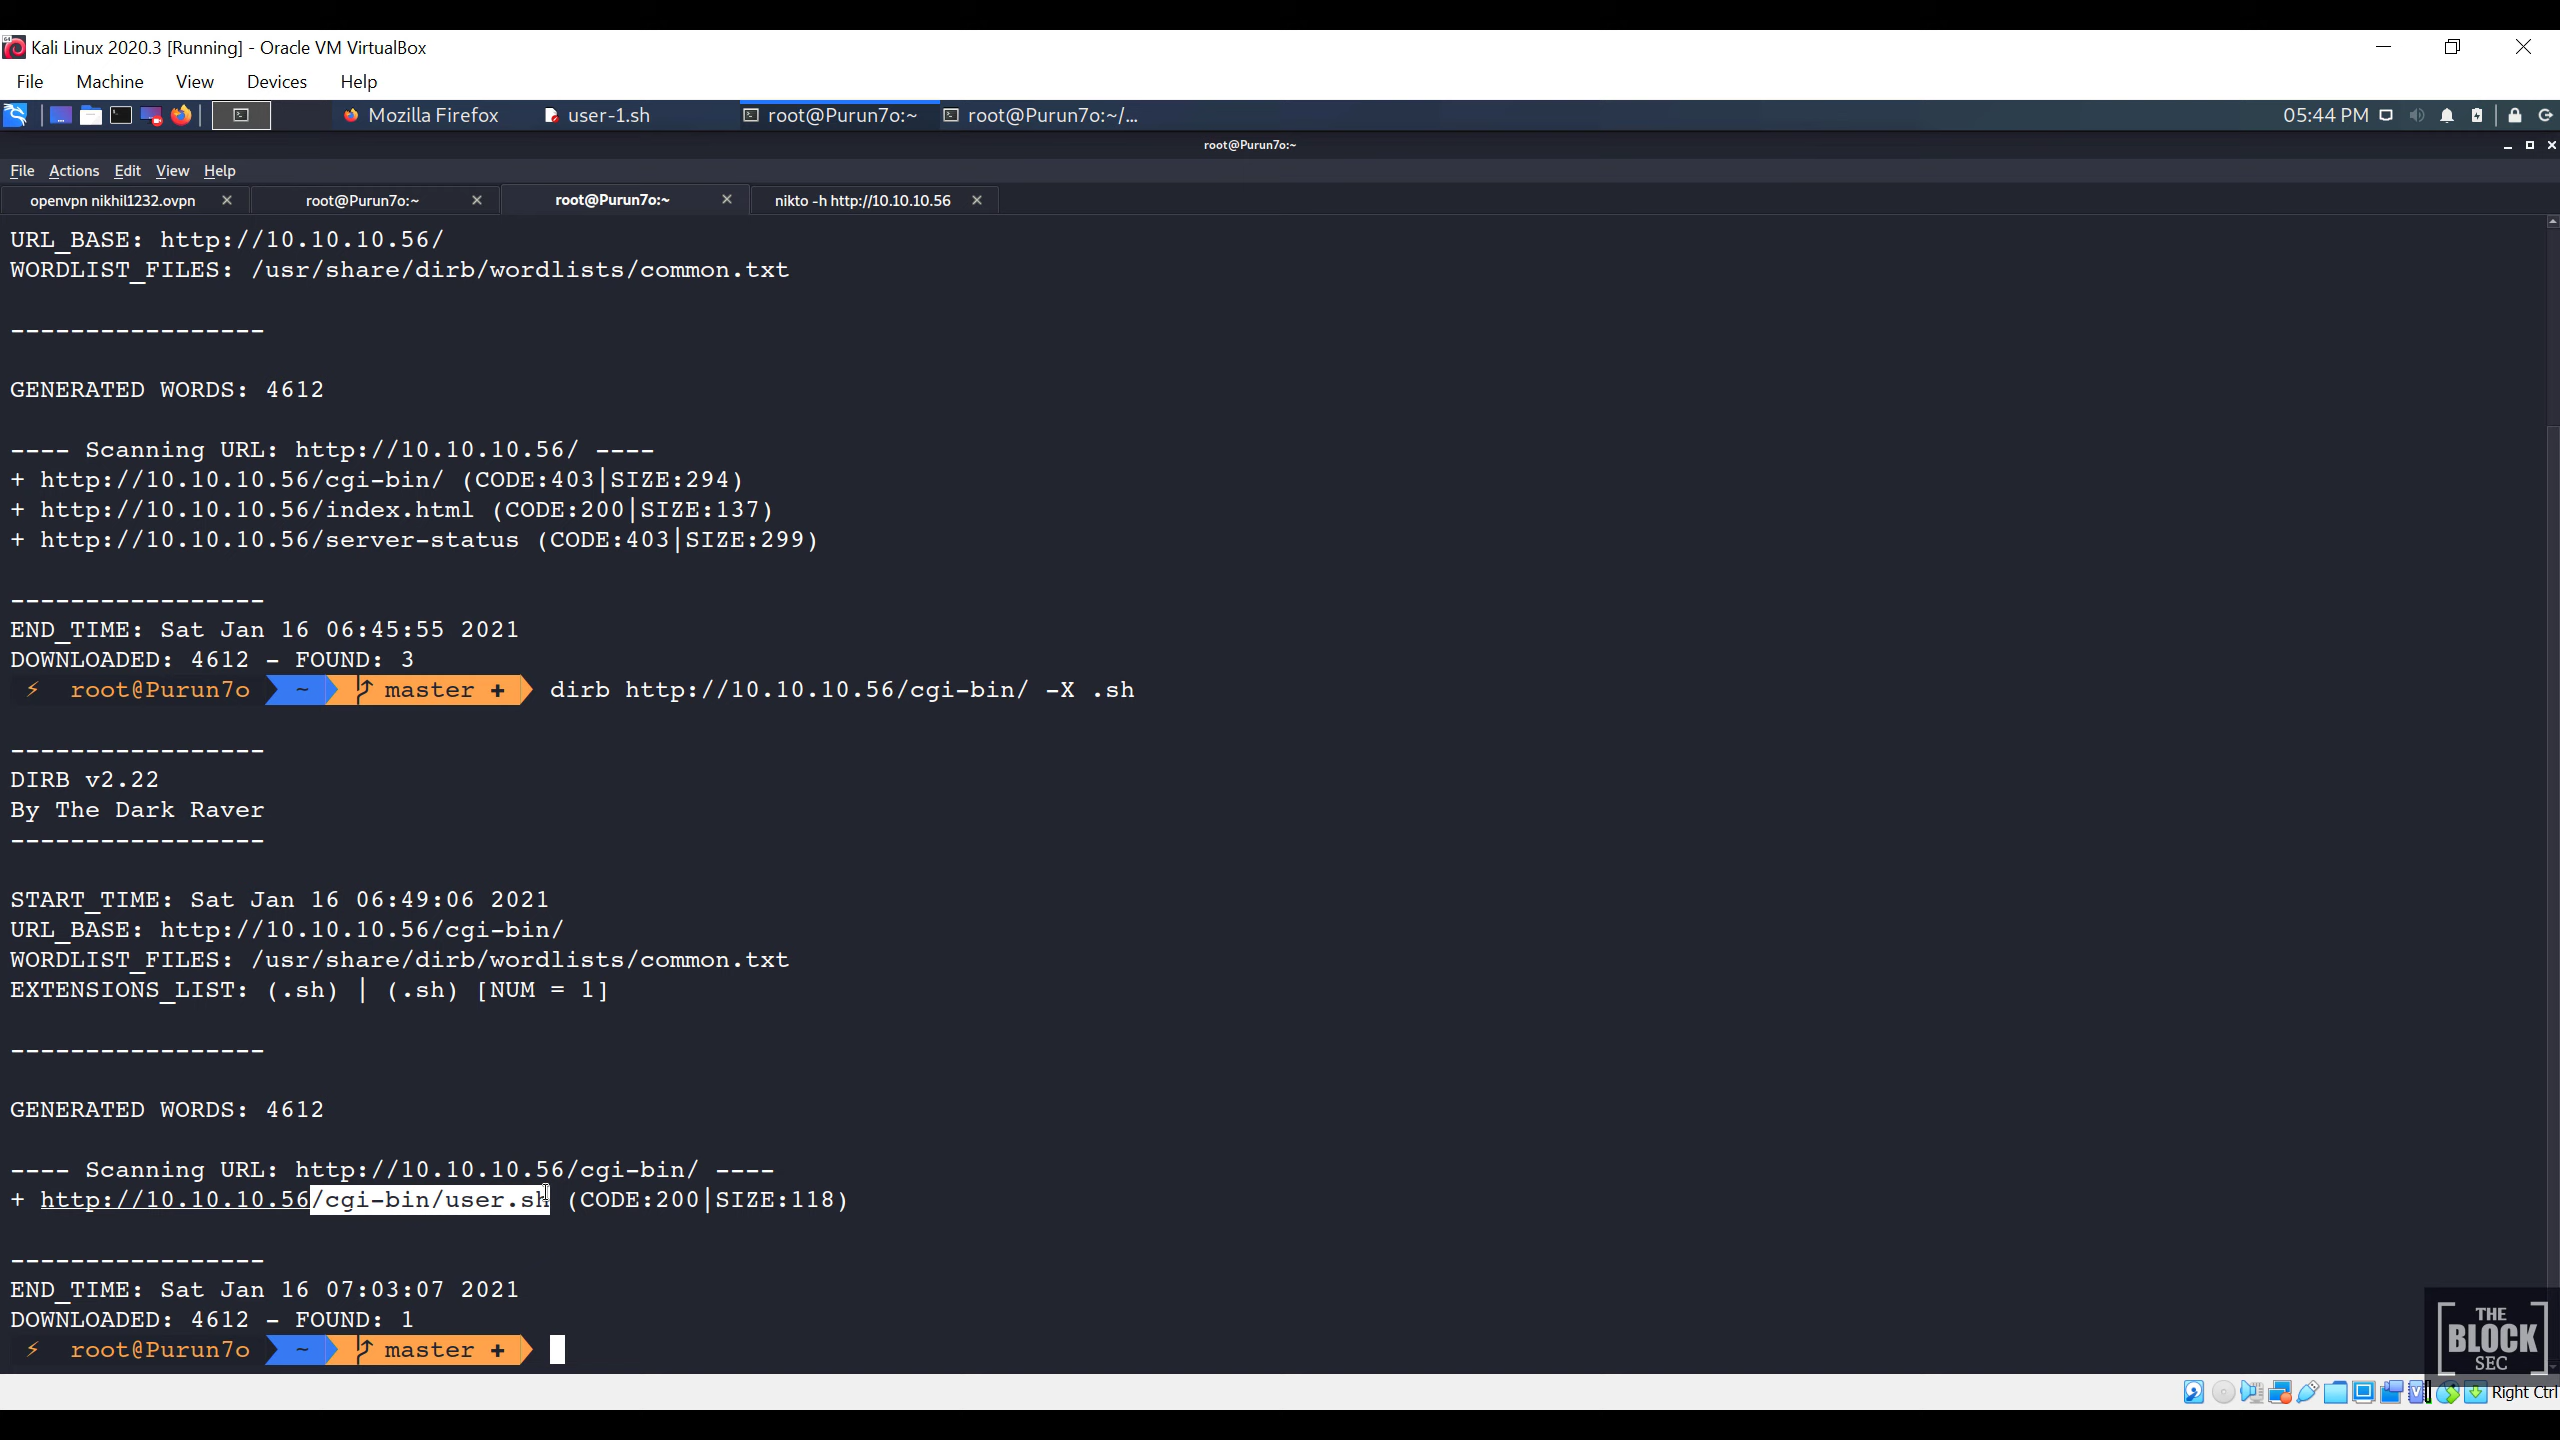 Kali Linux 2020.3 [Running] - Oracle VM VirtualBox
File Machine View Devices Help
Mozilla Firefox user-1.sh root@Purun7o:~ root@Purun7o:~/... 05:44 PM
root@Purun7o:~
File Actions Edit View Help
openvpn nikhil1232.ovpn root@Purun7o:~ root@Purun7o:~ nikto -h http://10.10.10.56
URL_BASE: http://10.10.10.56/
WORDLIST_FILES: /usr/share/dirb/wordlists/common.txt
-----------------
GENERATED WORDS: 4612
---- Scanning URL: http://10.10.10.56/ ----
+ http://10.10.10.56/cgi-bin/ (CODE:403|SIZE:294)
+ http://10.10.10.56/index.html (CODE:200|SIZE:137)
+ http://10.10.10.56/server-status (CODE:403|SIZE:299)
-----------------
END_TIME: Sat Jan 16 06:45:55 2021
DOWNLOADED: 4612 - FOUND: 3
⚡ root@Purun7o ~ master + dirb http://10.10.10.56/cgi-bin/ -X .sh
-----------------
DIRB v2.22
By The Dark Raver
-----------------
START_TIME: Sat Jan 16 06:49:06 2021
URL_BASE: http://10.10.10.56/cgi-bin/
WORDLIST_FILES: /usr/share/dirb/wordlists/common.txt
EXTENSIONS_LIST: (.sh) | (.sh) [NUM = 1]
-----------------
GENERATED WORDS: 4612
---- Scanning URL: http://10.10.10.56/cgi-bin/ ----
+ http://10.10.10.56/cgi-bin/user.sh (CODE:200|SIZE:118)
-----------------
END_TIME: Sat Jan 16 07:03:07 2021
DOWNLOADED: 4612 - FOUND: 1
⚡ root@Purun7o ~ master +
THE
BLOCK
SEC
Right Ctrl